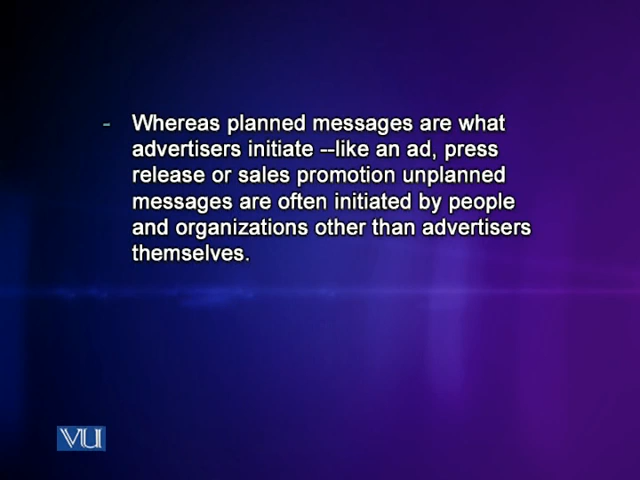 - Whereas planned messages are what
advertisers initiate --like an ad, press
release or sales promotion unplanned
messages are often initiated by people
and organizations other than advertisers
themselves.
VU